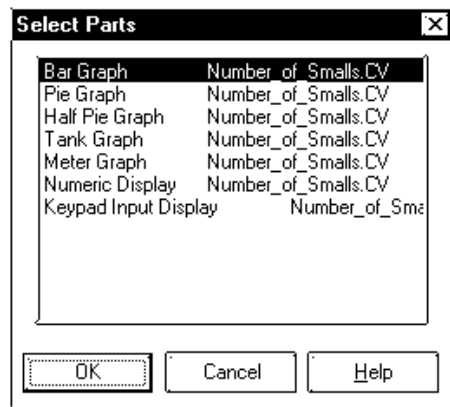 Select Parts
Bar Graph Number_of_Smalls.CV
Pie Graph Number_of_Smalls.CV
Half Pie Graph Number_of_Smalls.CV
Tank Graph Number_of_Smalls.CV
Meter Graph Number_of_Smalls.CV
Numeric Display Number_of_Smalls.CV
Keypad Input Display Number_of_Sma
OK Cancel Help